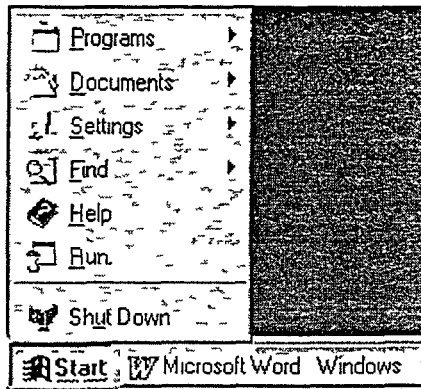 Programs
Documents
Settings
Find
Help
Run.
Shut Down
Start Microsoft Word Windows